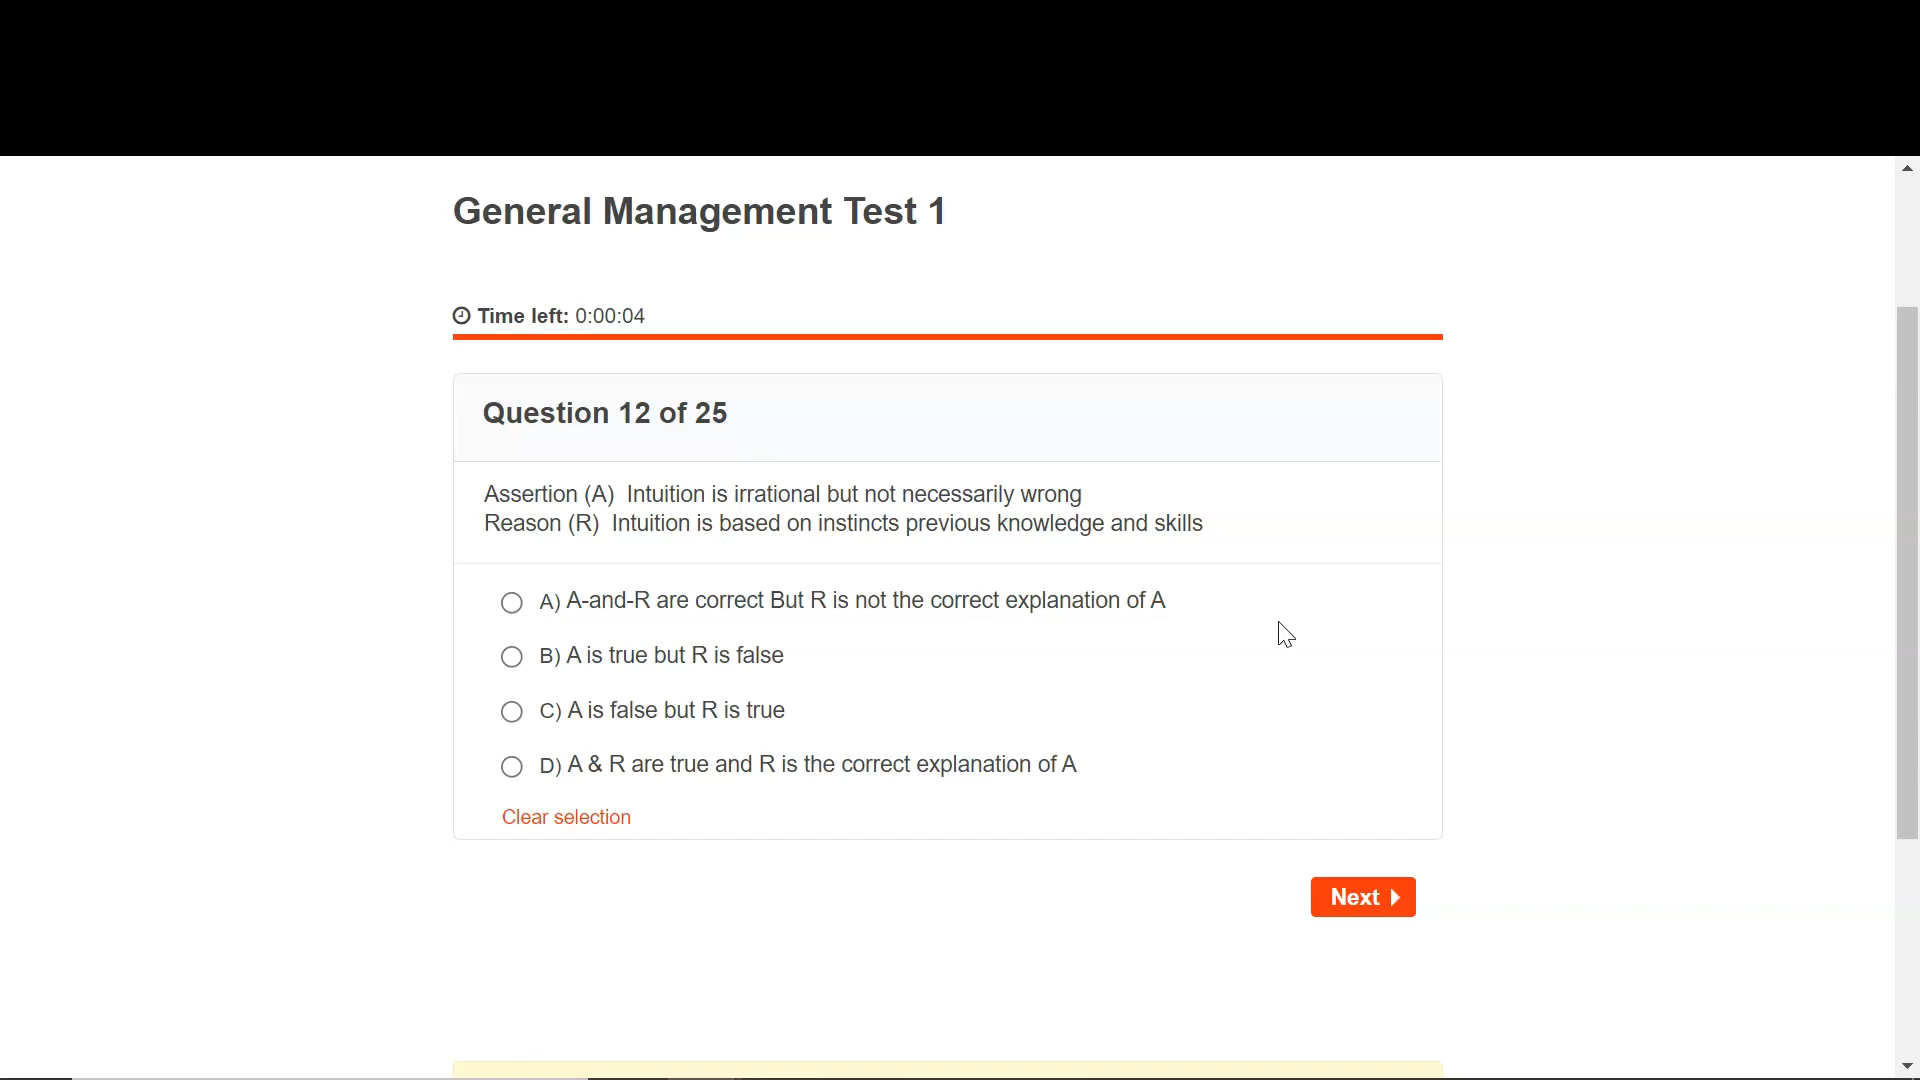 General Management Test 1
Time left: 0:00:04
Question 12 of 25
Assertion (A) Intuition is irrational but not necessarily wrong
Reason (R) Intuition is based on instincts previous knowledge and skills
A) A-and-R are correct But R is not the correct explanation of A
B) A is true but R is false
C) A is false but R is true
D) A & R are true and R is the correct explanation of A
Clear selection
Next